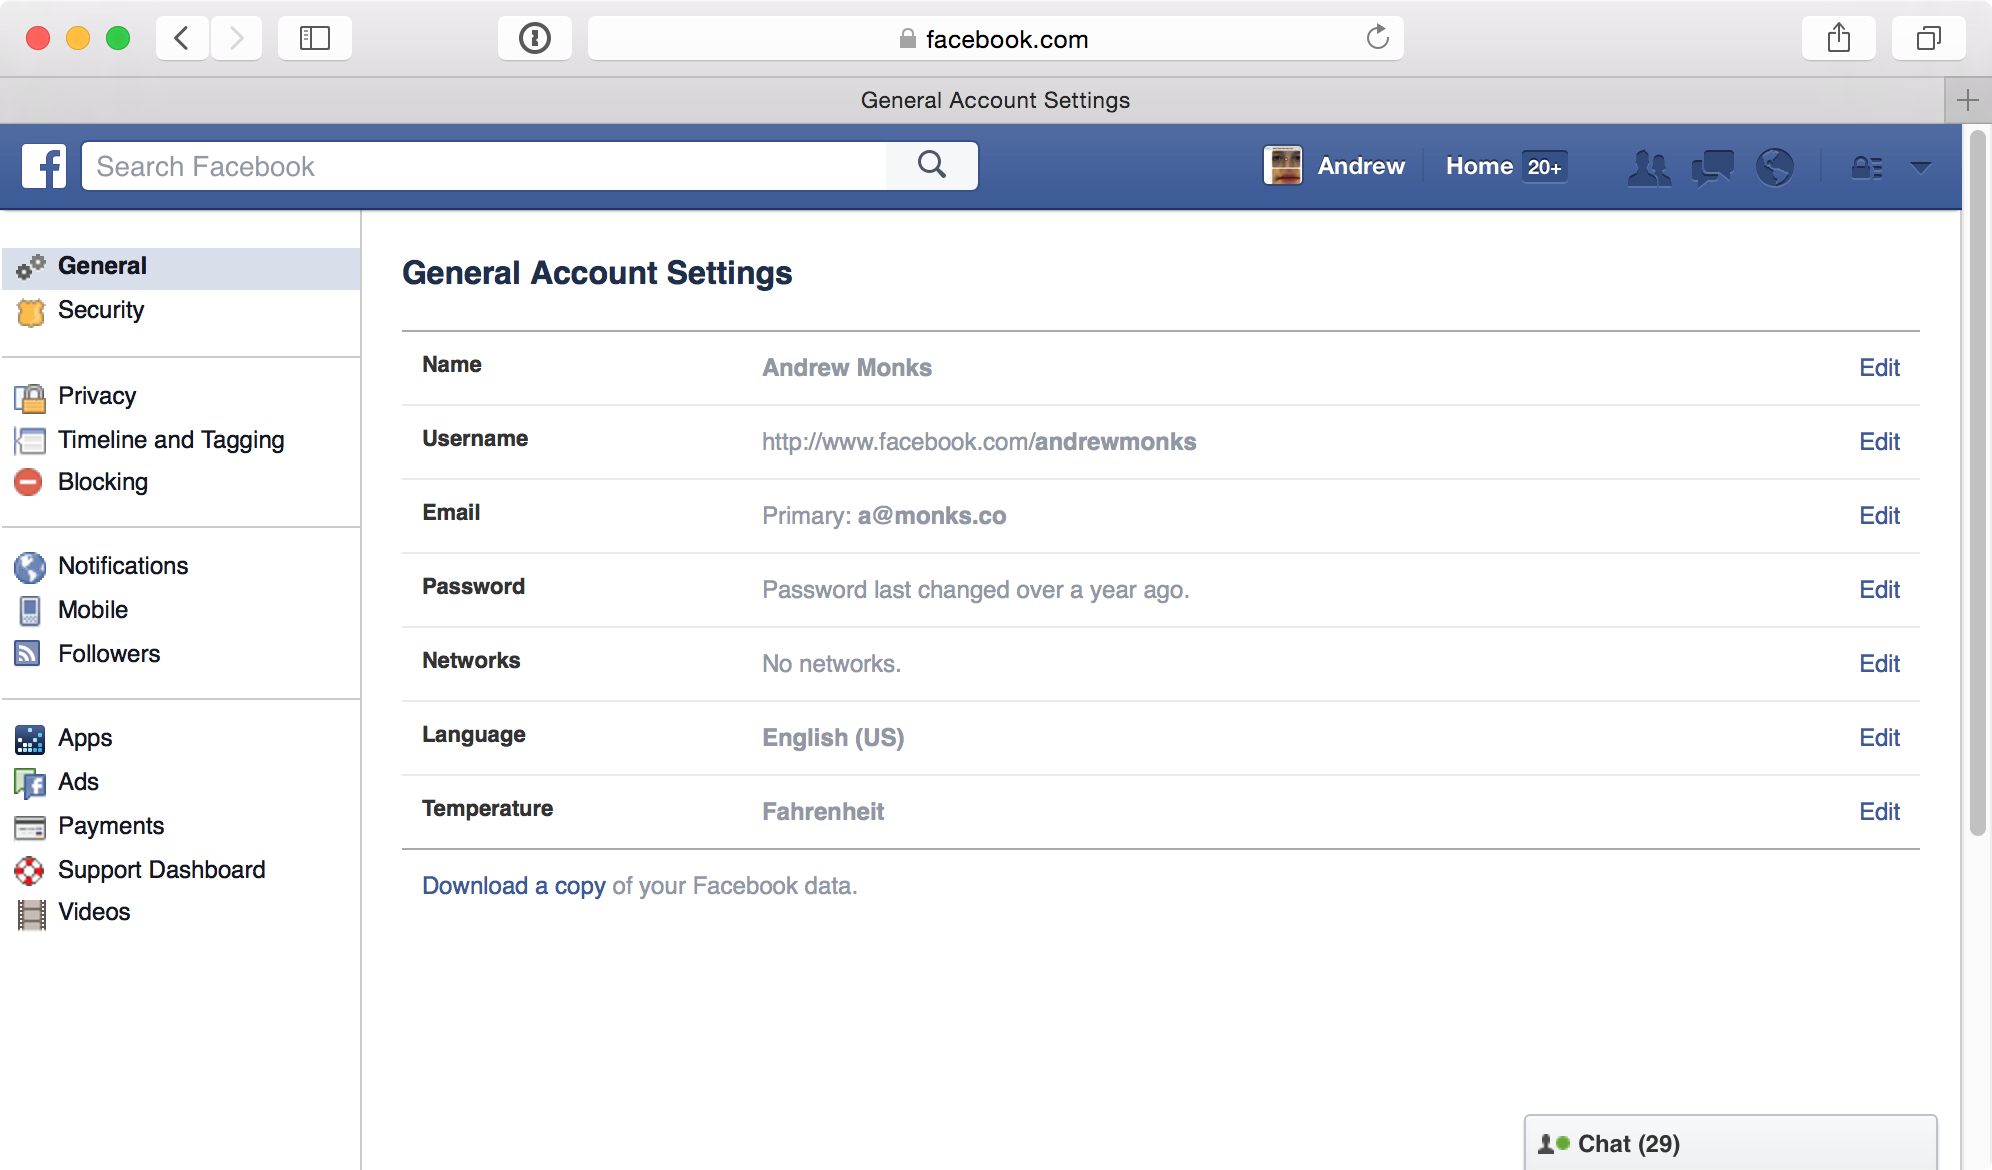 facebook.com
General Account Settings
Search Facebook
Andrew Home 20+
General
Security
Privacy
Timeline and Tagging
Blocking
Notifications
Mobile
Followers
Apps
Ads
Payments
Support Dashboard
Videos
General Account Settings
Name Andrew Monks Edit
Username http://www.facebook.com/andrewmonks Edit
Email Primary: a@monks.co Edit
Password Password last changed over a year ago. Edit
Networks No networks. Edit
Language English (US) Edit
Temperature Fahrenheit Edit
Download a copy of your Facebook data.
Chat (29)